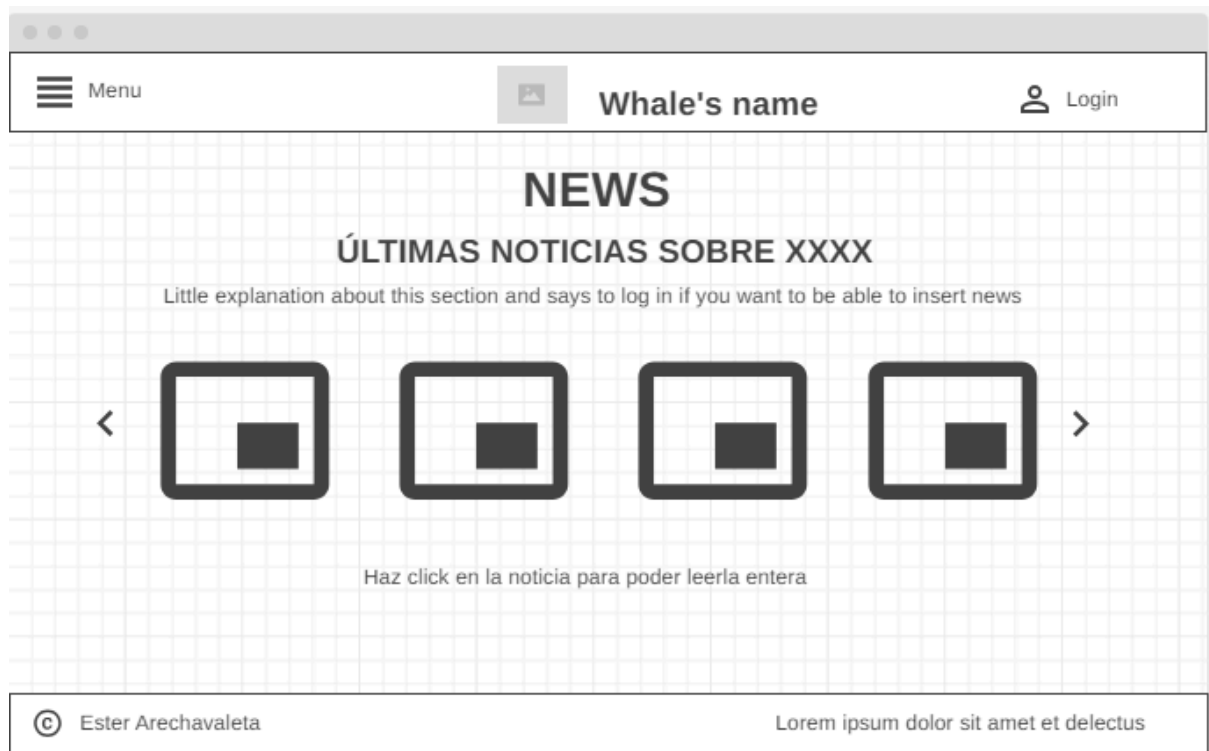 Menu
Whale's name
Login
NEWS
ÚLTIMAS NOTICIAS SOBRE XXXX
Little explanation about this section and says to log in if you want to be able to insert news
Haz click en la noticia para poder leerla entera
© Ester Arechavaleta
Lorem ipsum dolor sit amet et delectus